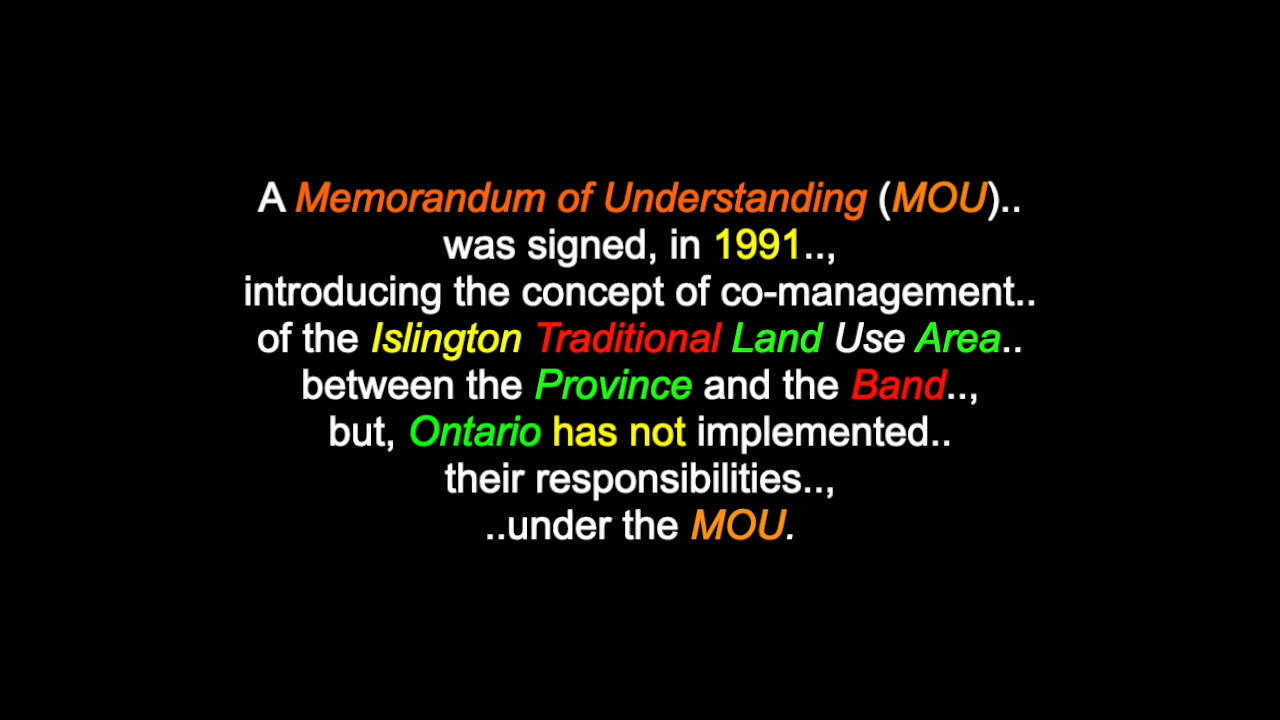 A Memorandum of Understanding (MOU)..
was signed, in 1991..,
introducing the concept of co-management..
of the Islington Traditional Land Use Area..
between the Province and the Band..,
but, Ontario has not implemented..
their responsibilities..,
..under the MOU.